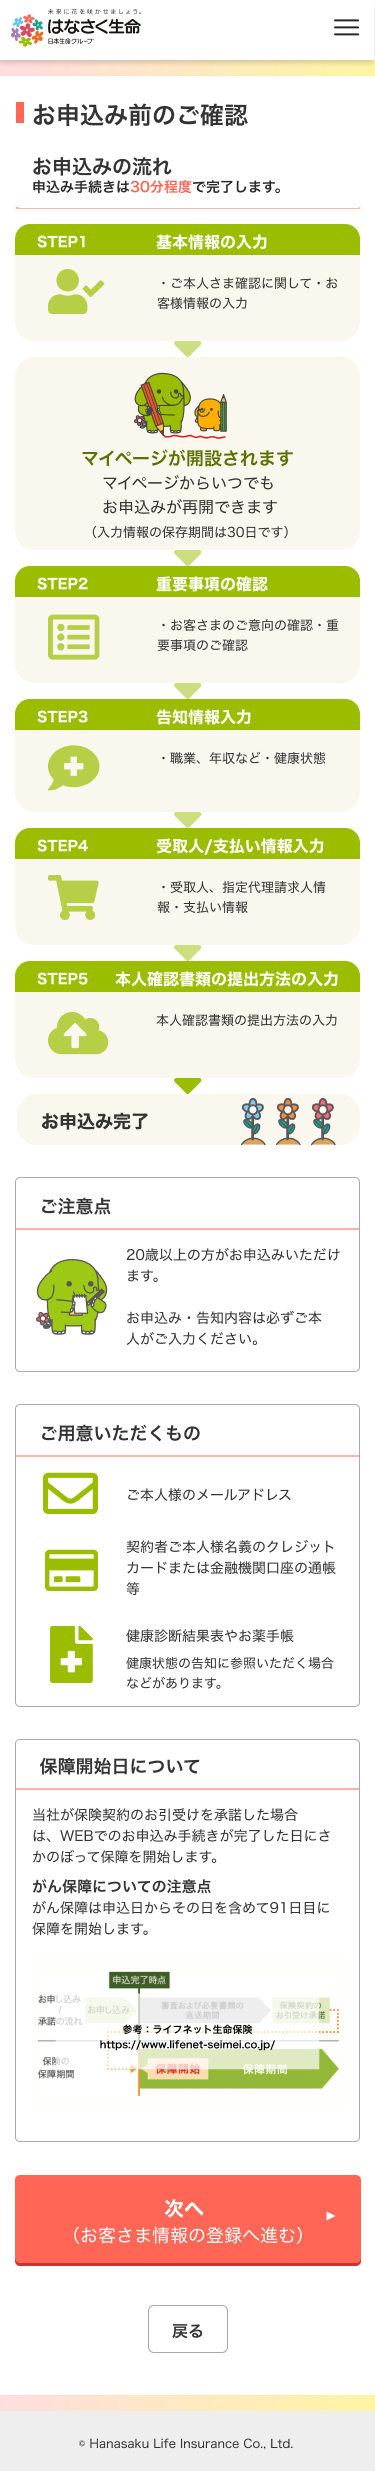 未来に花を咲かせましょう。
はなさく生命
日本生命グループ
お申込み前のご確認
お申込みの流れ
申込み手続きは30分程度で完了します。
STEP1 基本情報の入力
・ご本人さま確認に関して・お
客様情報の入力
マイページが開設されます
マイページからいつでも
お申込みが再開できます
（入力情報の保存期間は30日です）
STEP2 重要事項の確認
・お客さまのご意向の確認・重
要事項のご確認
STEP3 告知情報入力
・職業、年収など・健康状態
STEP4 受取人/支払い情報入力
・受取人、指定代理請求人情
報・支払い情報
STEP5 本人確認書類の提出方法の入力
本人確認書類の提出方法の入力
お申込み完了
ご注意点
20歳以上の方がお申込みいただけ
ます。
お申込み・告知内容は必ずご本
人がご入力ください。
ご用意いただくもの
ご本人様のメールアドレス
契約者ご本人様名義のクレジット
カードまたは金融機関口座の通帳
等
健康診断結果表やお薬手帳
健康状態の告知に参照いただく場合
などがあります。
保障開始日について
当社が保険契約のお引受けを承諾した場合
は、WEBでのお申込み手続きが完了した日にさ
かのぼって保障を開始します。
がん保障についての注意点
がん保障は申込日からその日を含めて91日目に
保障を開始します。
申込完了時点
お申し込み
/
承諾の流れ
お申し込み
審査および必要書類の
返送期間
保険契約の
お引受け承諾
参考：ライフネット生命保険
https://www.lifenet-seimei.co.jp/
保険の
保障期間
保障開始
保障期間
次へ
（お客さま情報の登録へ進む）
▶
戻る
© Hanasaku Life Insurance Co., Ltd.